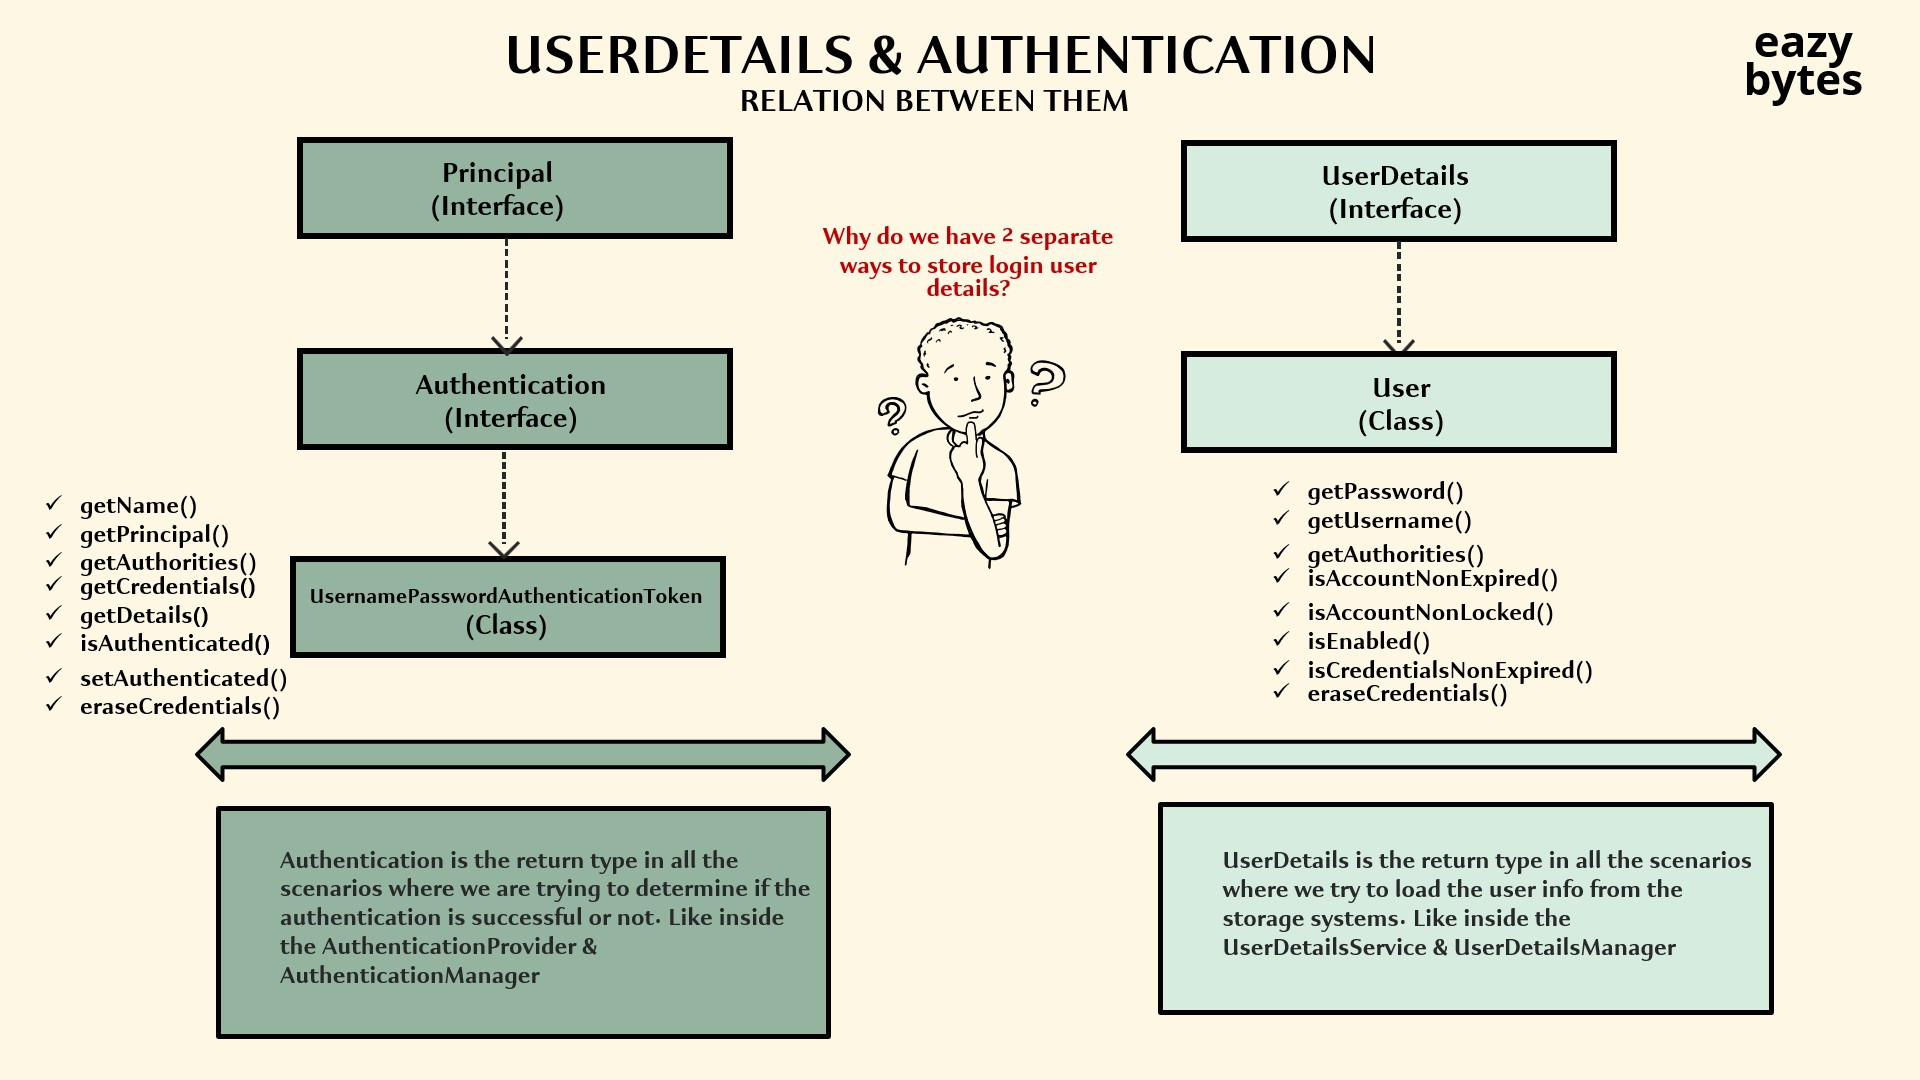 USERDETAILS & AUTHENTICATION
RELATION BETWEEN THEM
eazy
bytes
Principal
(Interface)
Authentication
(Interface)
UsernamePasswordAuthenticationToken
(Class)
✓ getName()
✓ getPrincipal()
✓ getAuthorities()
✓ getCredentials()
✓ getDetails()
✓ isAuthenticated()
✓ setAuthenticated()
✓ eraseCredentials()
Authentication is the return type in all the
scenarios where we are trying to determine if the
authentication is successful or not. Like inside
the AuthenticationProvider &
AuthenticationManager
Why do we have 2 separate
ways to store login user
details?
? ?
UserDetails
(Interface)
User
(Class)
✓ getPassword()
✓ getUsername()
✓ getAuthorities()
✓ isAccountNonExpired()
✓ isAccountNonLocked()
✓ isEnabled()
✓ isCredentialsNonExpired()
✓ eraseCredentials()
UserDetails is the return type in all the scenarios
where we try to load the user info from the
storage systems. Like inside the
UserDetailsService & UserDetailsManager